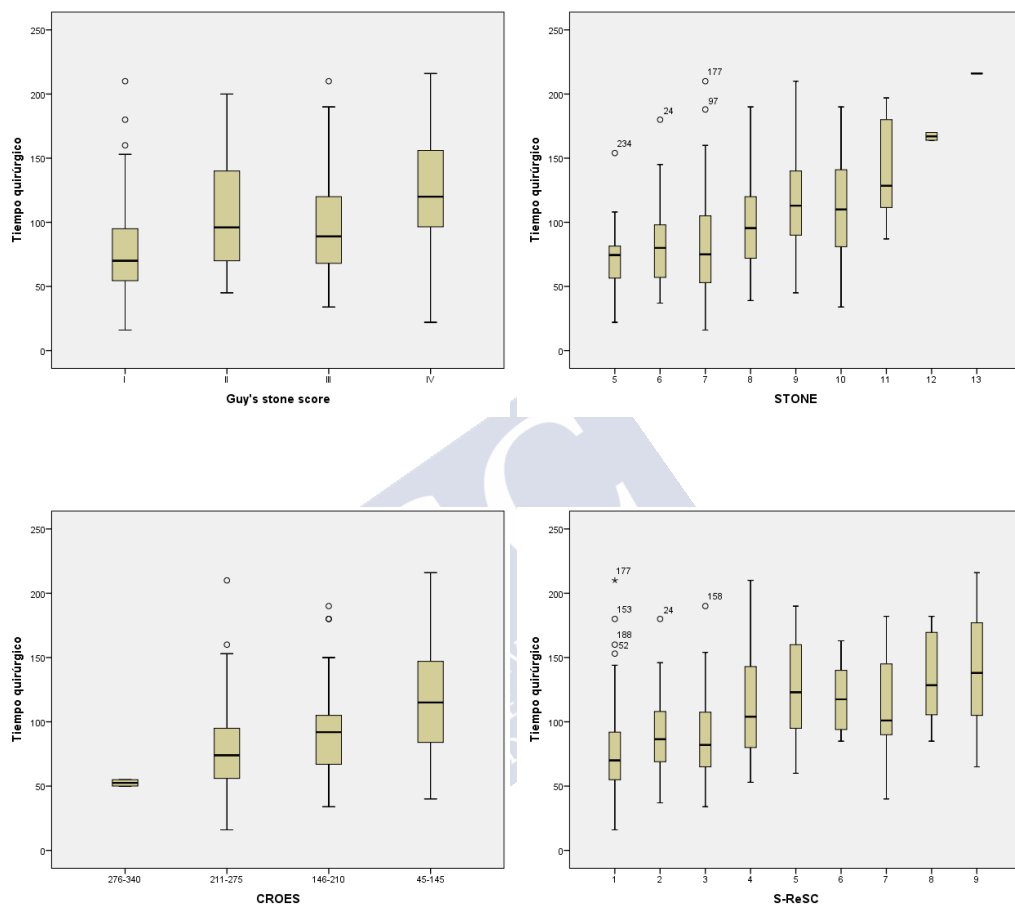 250
200
150
100
50
0
Tiempo quirúrgico
I II III IV
Guy's stone score
250
200
150
100
50
0
Tiempo quirúrgico
234
24
177
97
5 6 7 8 9 10 11 12 13
STONE
250
200
150
100
50
0
Tiempo quirúrgico
276-340 211-275 146-210 45-145
CROES
250
200
150
100
50
0
Tiempo quirúrgico
177
153
188
52
24
158
1 2 3 4 5 6 7 8 9
S-ReSC